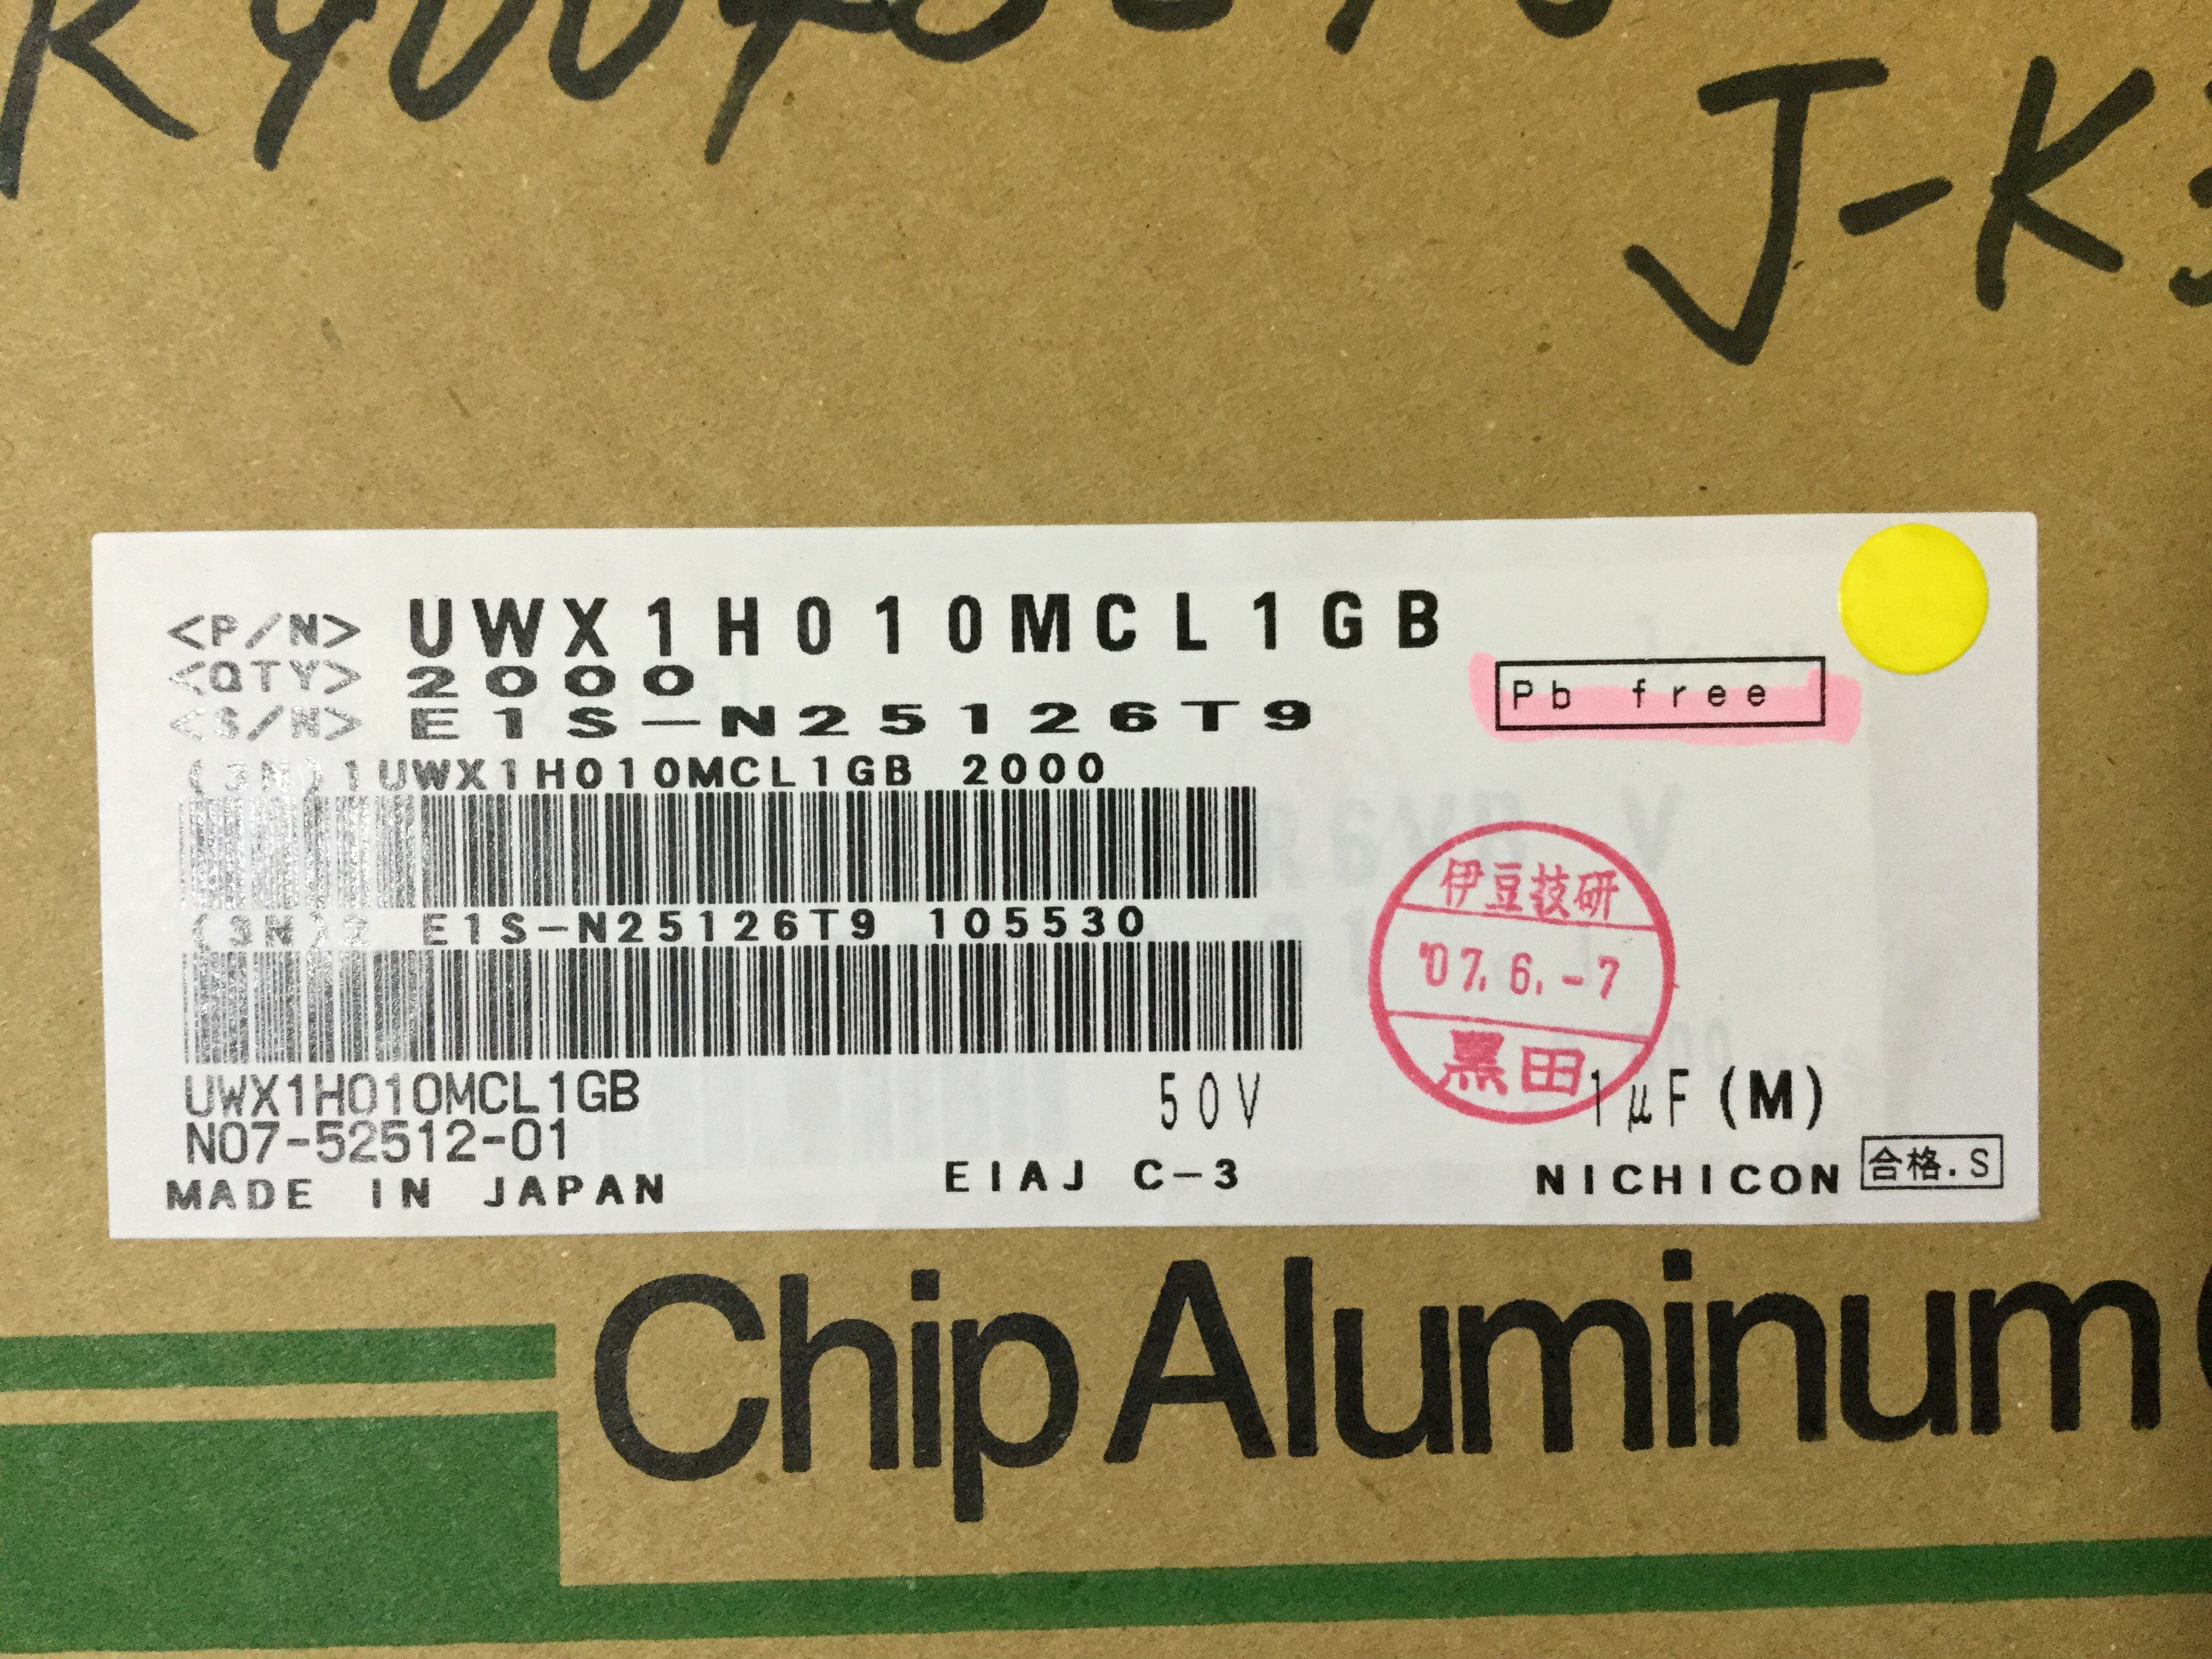 J-K
<P/N> UWX1H010MCL1GB
<QTY> 2000
<S/N> E1S-N25126T9
Pb free
(3N)1UWX1H010MCL1GB 2000
(3N)2 E1S-N25126T9 105530
伊豆技研
'07.6.-7
黒田
UWX1H010MCL1GB 50V 1μF(M)
N07-52512-01
MADE IN JAPAN EIAJ C-3 NICHICON 合格.S
Chip Aluminum